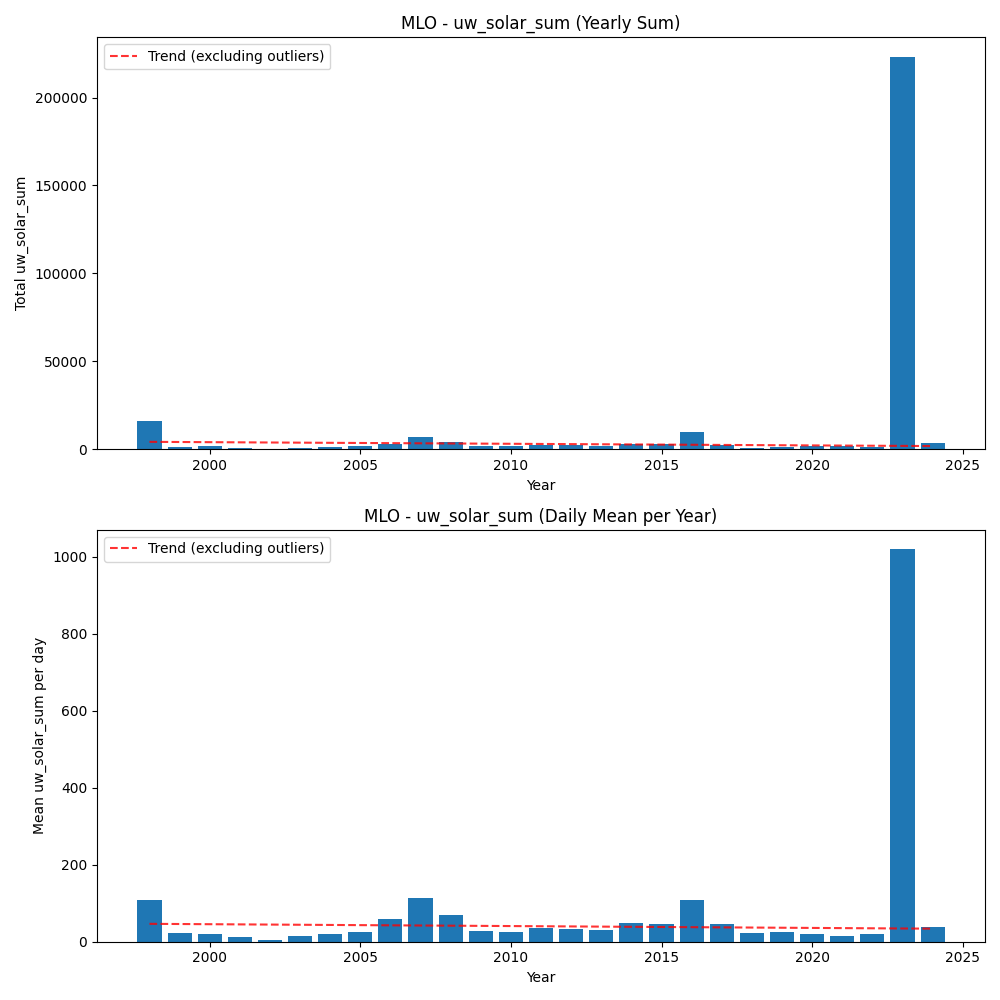 MLO - uw_solar_sum (Yearly Sum)
Trend (excluding outliers)
Total uw_solar_sum
200000
150000
100000
50000
0
2000 2005 2010 2015 2020 2025
Year
MLO - uw_solar_sum (Daily Mean per Year)
Trend (excluding outliers)
Mean uw_solar_sum per day
1000
800
600
400
200
0
2000 2005 2010 2015 2020 2025
Year